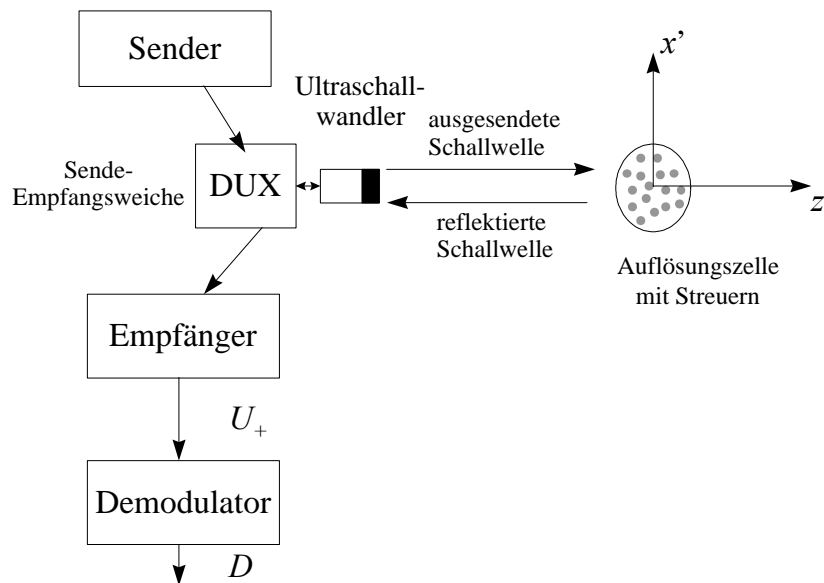 Sender
x’
Ultraschall-
wandler
ausgesendete
Schallwelle
Sende-
Empfangsweiche
DUX
z
reflektierte
Schallwelle
Auflösungszelle
mit Streuern
Empfänger
U+
Demodulator
D